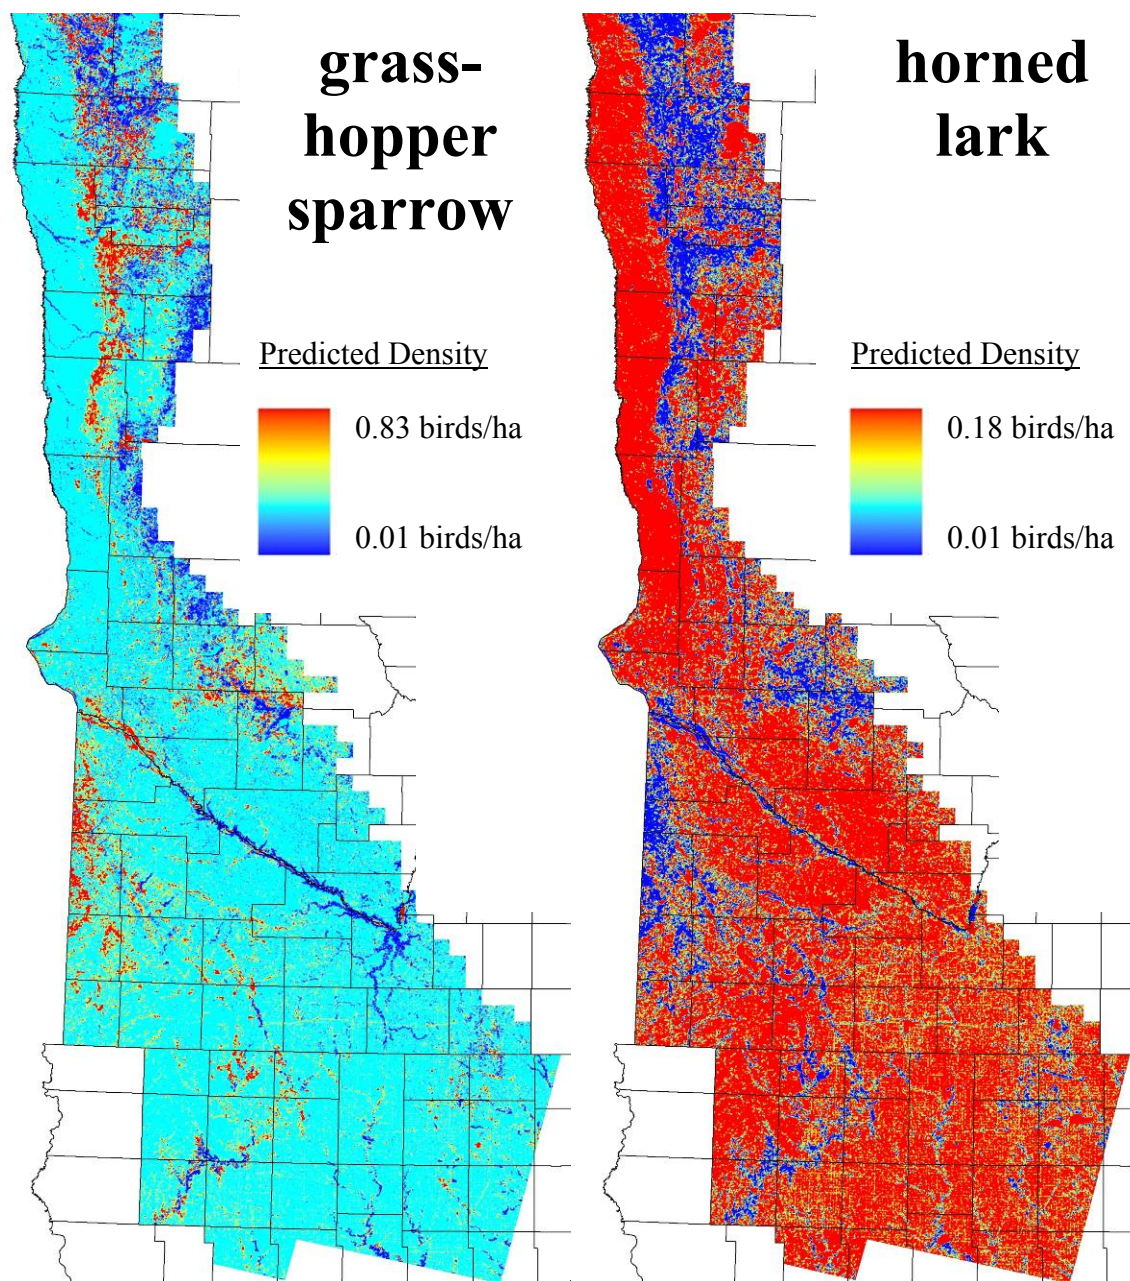 grass-
hopper
sparrow
Predicted Density
0.83 birds/ha
0.01 birds/ha
horned
lark
Predicted Density
0.18 birds/ha
0.01 birds/ha